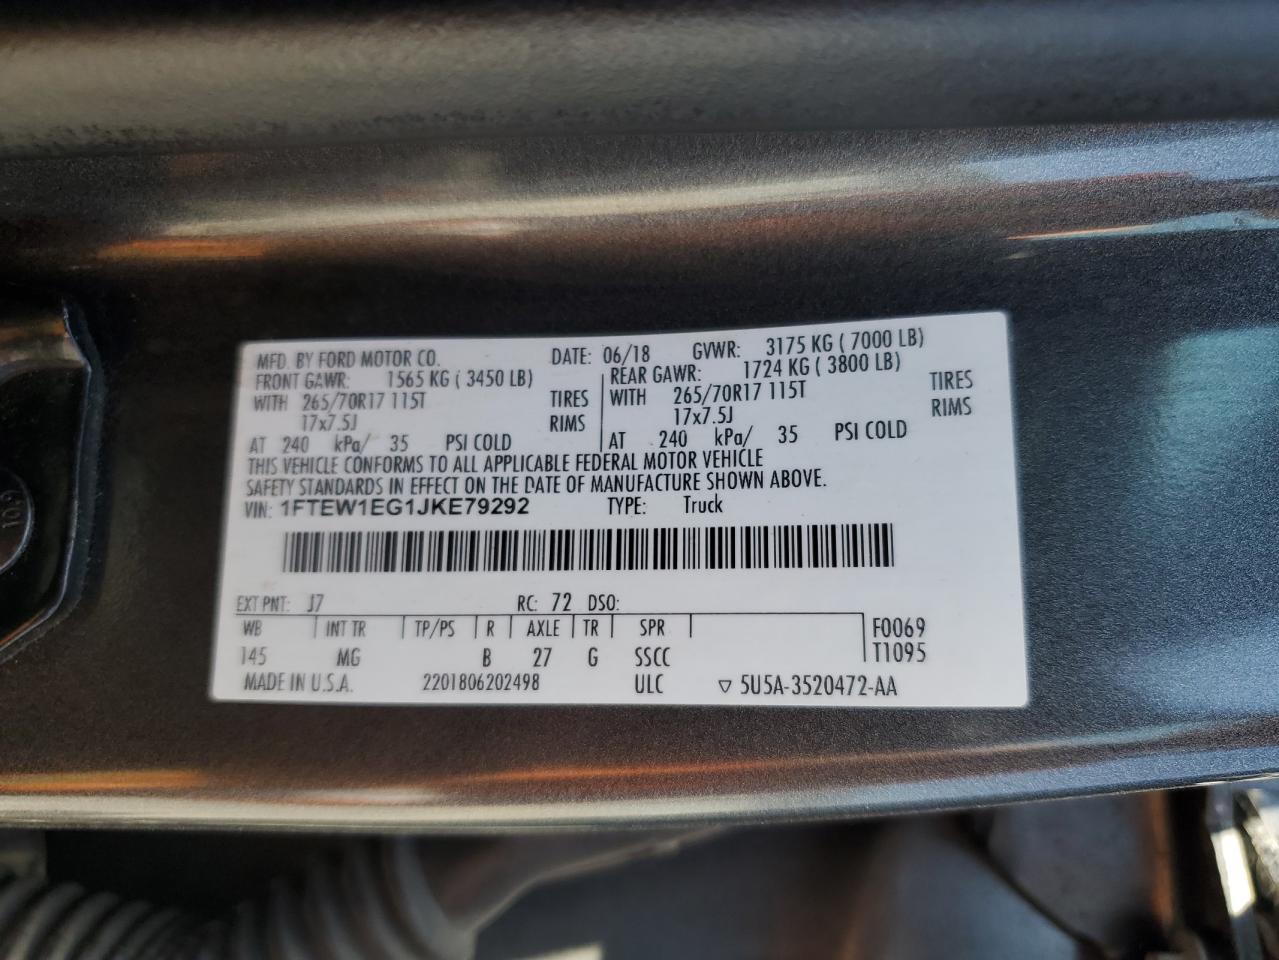 MFD. BY FORD MOTOR CO. DATE: 06/18 GVWR: 3175 KG ( 7000 LB)
FRONT GAWR: 1565 KG ( 3450 LB) REAR GAWR: 1724 KG ( 3800 LB)
WITH 265/70R17 115T TIRES WITH 265/70R17 115T TIRES
17x7.5J RIMS 17x7.5J RIMS
AT 240 kPa/ 35 PSI COLD AT 240 kPa/ 35 PSI COLD
THIS VEHICLE CONFORMS TO ALL APPLICABLE FEDERAL MOTOR VEHICLE
SAFETY STANDARDS IN EFFECT ON THE DATE OF MANUFACTURE SHOWN ABOVE.
VIN: 1FTEW1EG1JKE79292 TYPE: Truck
EXT PNT: J7 RC: 72 DSO:
WB INT TR TP/PS R AXLE TR SPR F0069
145 MG B 27 G SSCC T1095
MADE IN U.S.A. 2201806202498 ULC ▽ 5U5A-3520472-AA